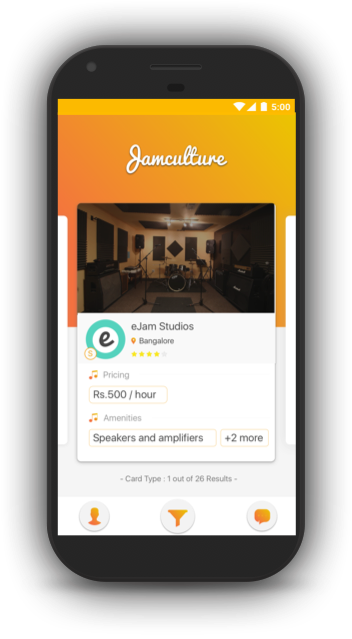 5:00
Jamculture
eJam Studios
Bangalore
Pricing
Rs.500 / hour
Amenities
Speakers and amplifiers
+2 more
- Card Type : 1 out of 26 Results -